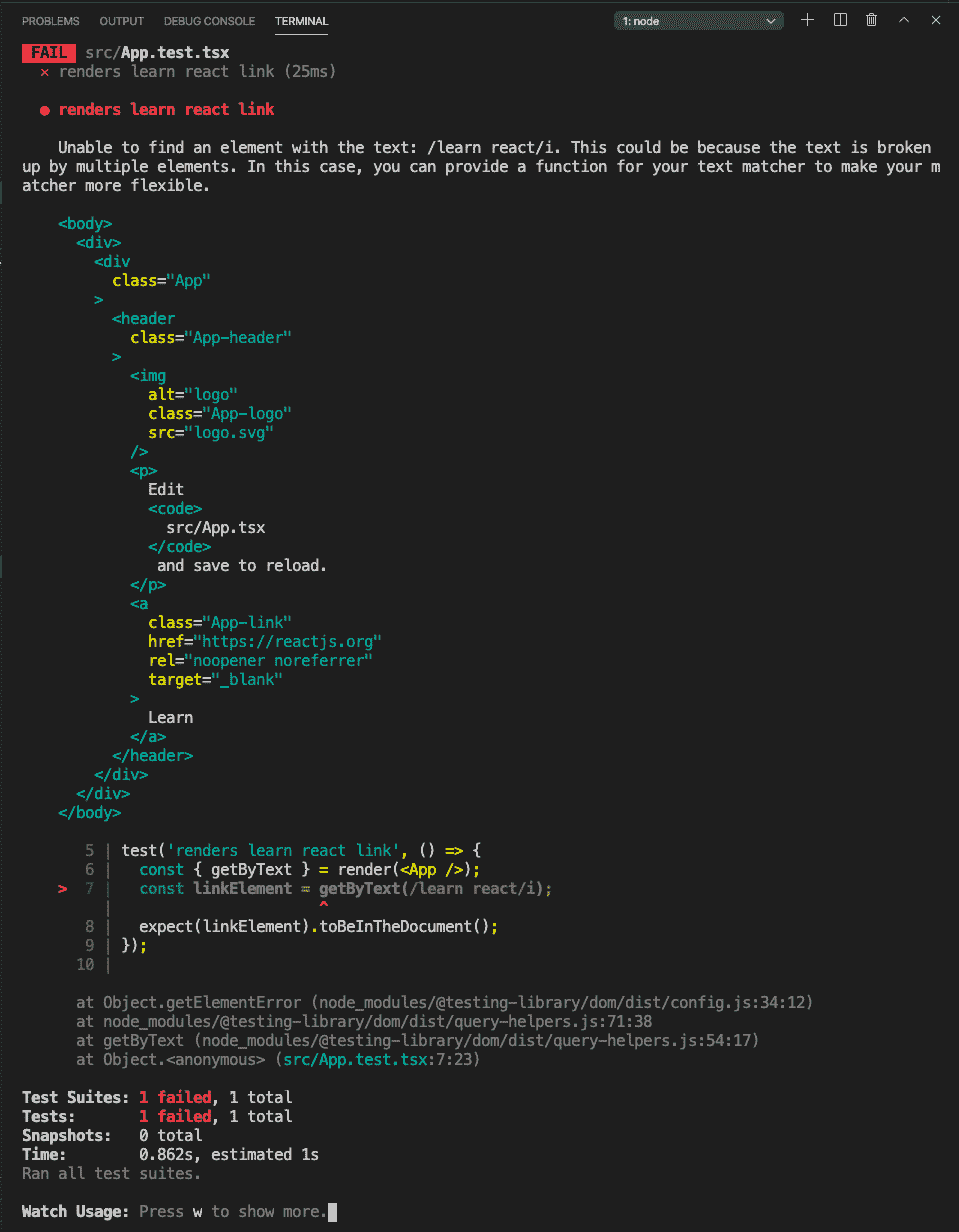 PROBLEMS OUTPUT DEBUG CONSOLE TERMINAL 1: node
FAIL src/App.test.tsx
× renders learn react link (25ms)
● renders learn react link
Unable to find an element with the text: /learn react/i. This could be because the text is broken
up by multiple elements. In this case, you can provide a function for your text matcher to make your m
atcher more flexible.
<body>
<div>
<div
class="App"
>
<header
class="App-header"
>
<img
alt="logo"
class="App-logo"
src="logo.svg"
/>
<p>
Edit
<code>
src/App.tsx
</code>
and save to reload.
</p>
<a
class="App-link"
href="https://reactjs.org"
rel="noopener noreferrer"
target="_blank"
>
Learn
</a>
</header>
</div>
</div>
</body>
5 | test('renders learn react link', () => {
6 | const { getByText } = render(<App />);
> 7 | const linkElement = getByText(/learn react/i);
| ^
8 | expect(linkElement).toBeInTheDocument();
9 | });
10 |
at Object.getElementError (node_modules/@testing-library/dom/dist/config.js:34:12)
at node_modules/@testing-library/dom/dist/query-helpers.js:71:38
at getByText (node_modules/@testing-library/dom/dist/query-helpers.js:54:17)
at Object.<anonymous> (src/App.test.tsx:7:23)
Test Suites: 1 failed, 1 total
Tests: 1 failed, 1 total
Snapshots: 0 total
Time: 0.862s, estimated 1s
Ran all test suites.
Watch Usage: Press w to show more.